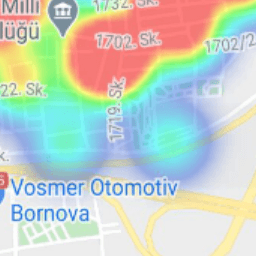 1732. Sk.
Milli
lüğü
1702. Sk.
1702/2
22. Sk.
1719. Sk.
k.
Vosmer Otomotiv
Bornova